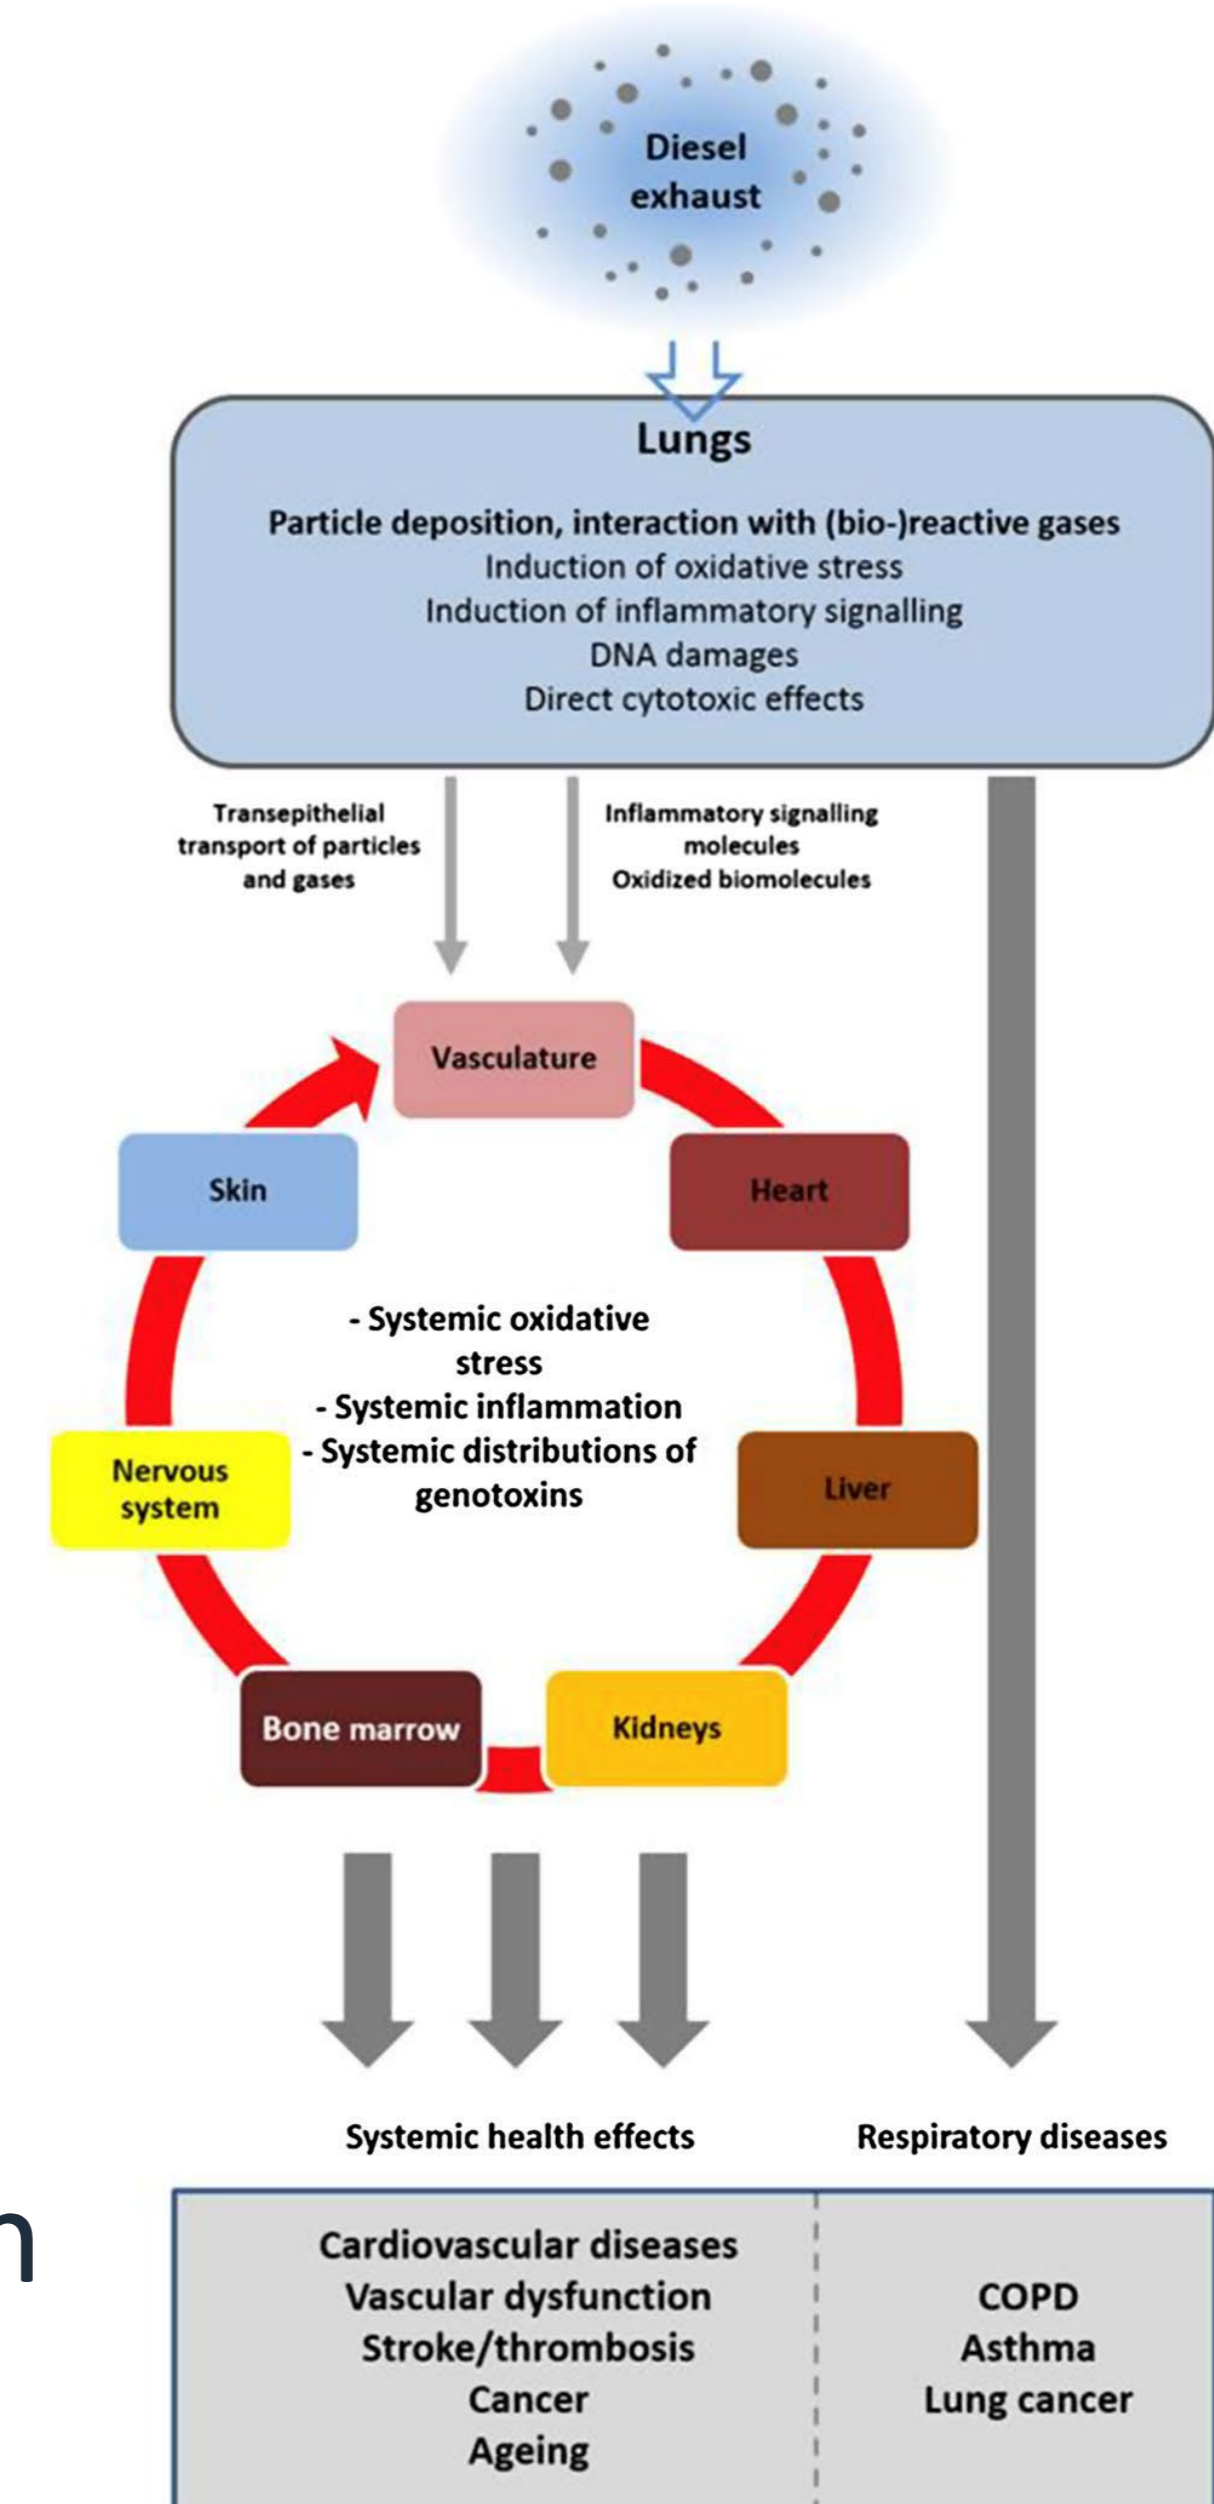 Diesel
exhaust
Lungs
Particle deposition, interaction with (bio-)reactive gases
Induction of oxidative stress
Induction of inflammatory signalling
DNA damages
Direct cytotoxic effects
Transepithelial
transport of particles
and gases
Inflammatory signalling
molecules
Oxidized biomolecules
Vasculature
Skin
Heart
- Systemic oxidative
stress
- Systemic inflammation
- Systemic distributions of
genotoxins
Nervous
system
Liver
Bone marrow
Kidneys
Systemic health effects
Respiratory diseases
n
Cardiovascular diseases
Vascular dysfunction
Stroke/thrombosis
Cancer
Ageing
COPD
Asthma
Lung cancer